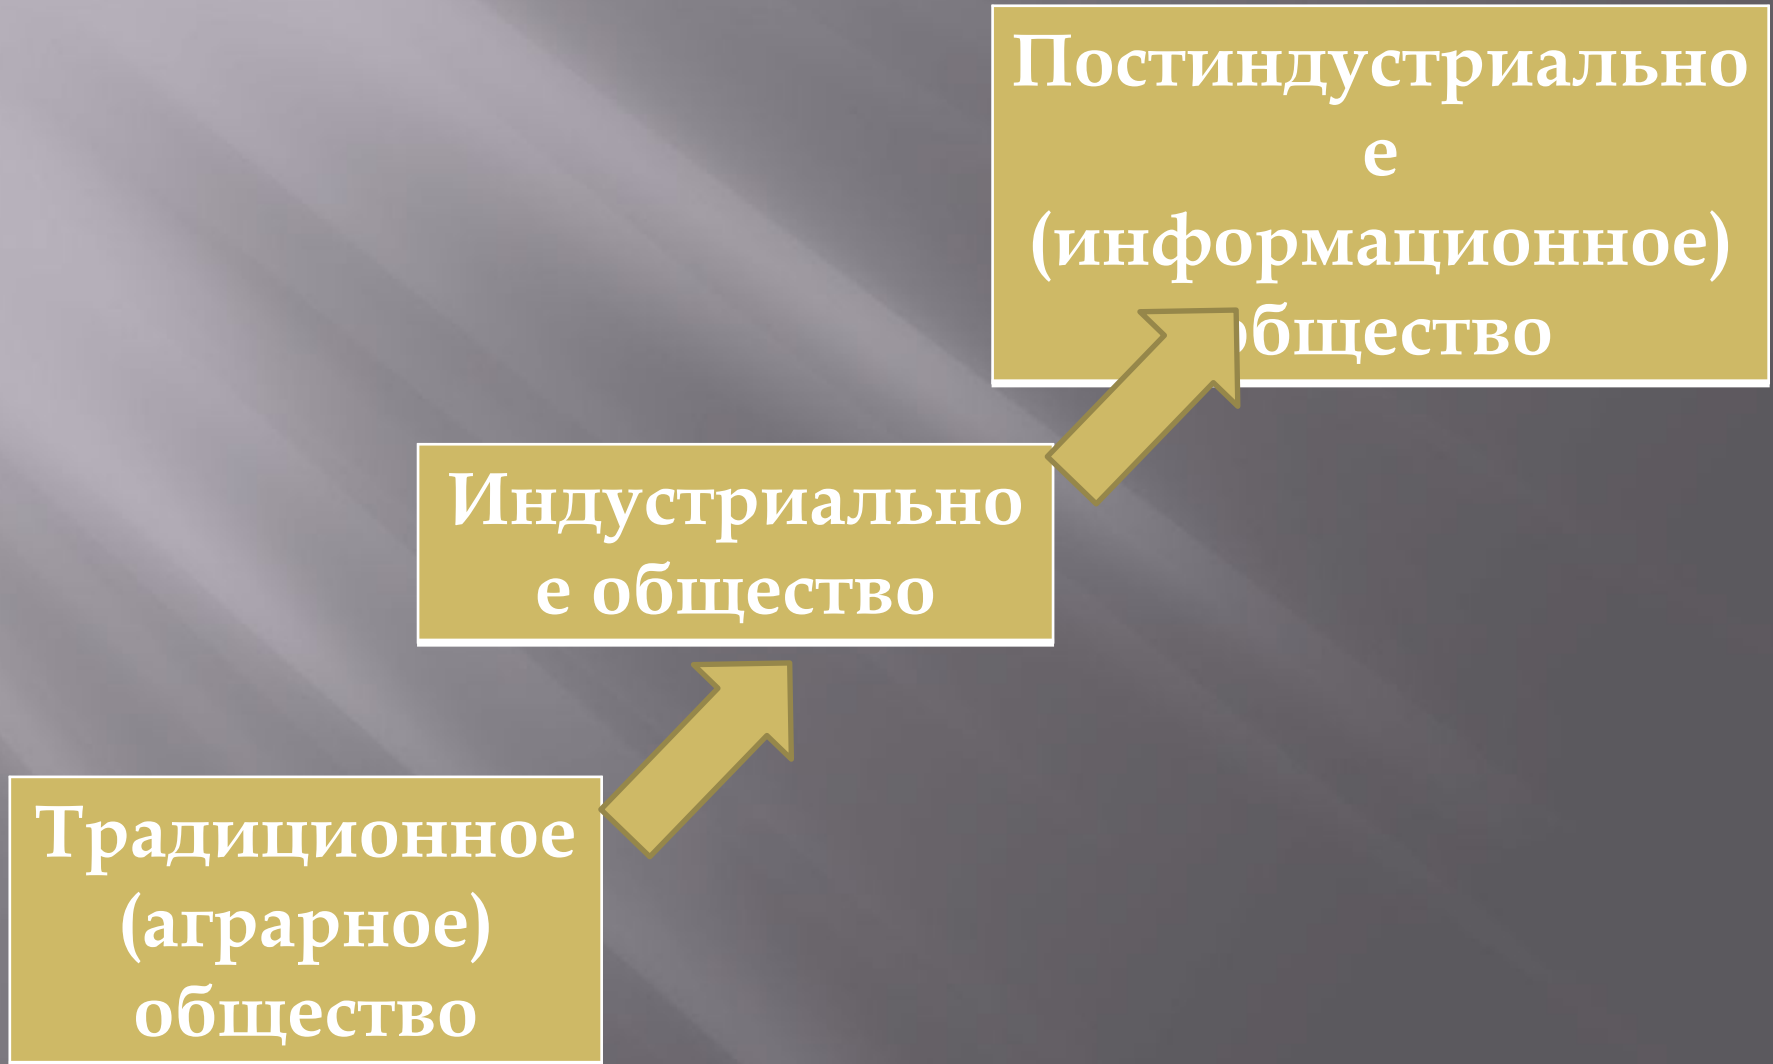 Постиндустриально
е
(информационное)
общество
Индустриально
е общество
Традиционное
(аграрное)
общество